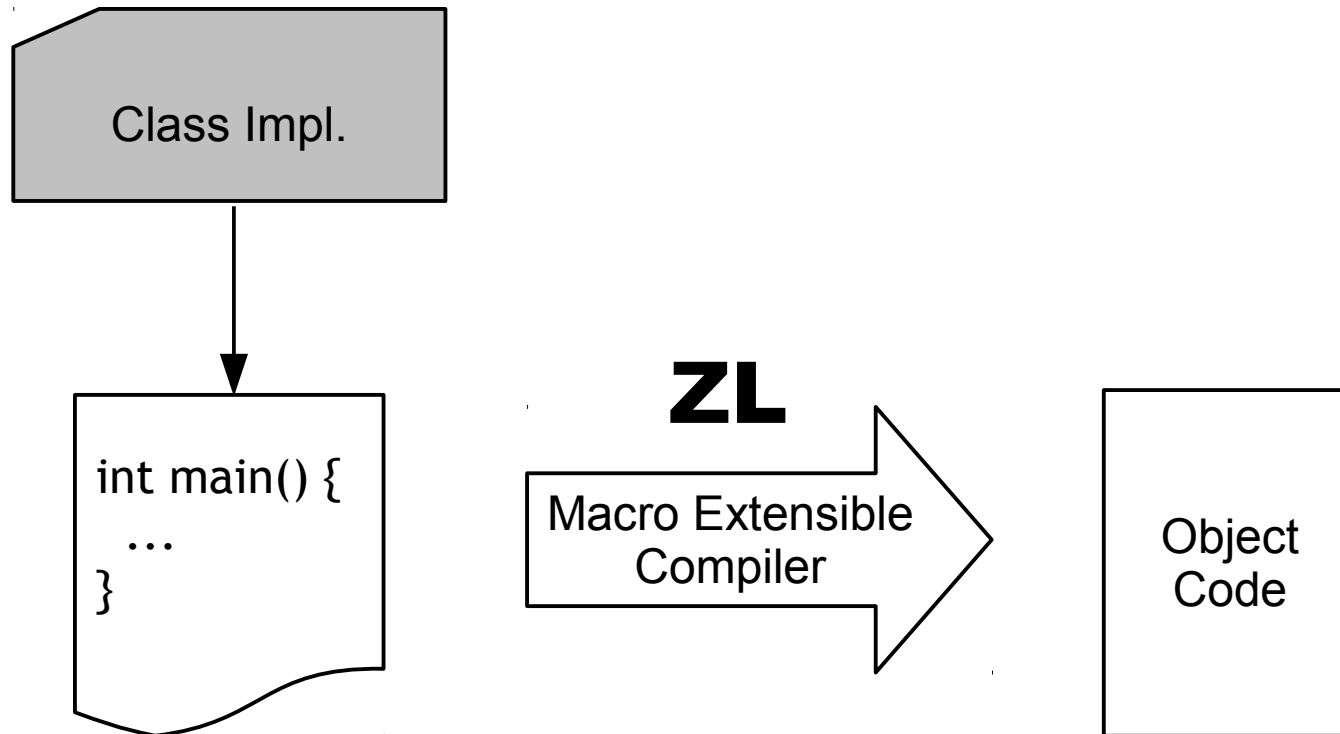 Class Impl.
int main() {
...
}
ZL
Macro Extensible
Compiler
Object
Code